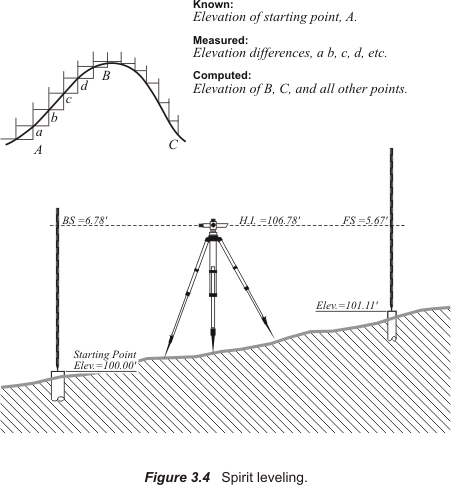 Known:
Elevation of starting point, A.
Measured:
Elevation differences, a b, c, d, etc.
Computed:
Elevation of B, C, and all other points.
B
d
c
b
a
A
C
BS =6.78'
H.I. =106.78'
FS =5.67'
Elev.=101.11'
Starting Point
Elev.=100.00'
Figure 3.4 Spirit leveling.